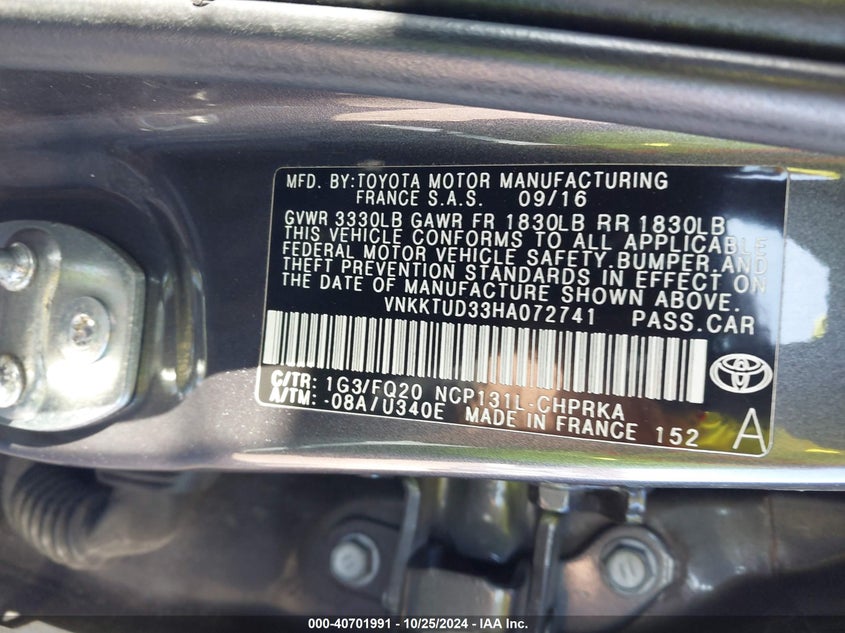 MFD. BY: TOYOTA MOTOR MANUFACTURING
FRANCE S.A.S. 09/16
GVWR 3330LB GAWR FR 1830LB RR 1830LB
THIS VEHICLE CONFORMS TO ALL APPLICABLE
FEDERAL MOTOR VEHICLE SAFETY, BUMPER, AND
THEFT PREVENTION STANDARDS IN EFFECT ON
THE DATE OF MANUFACTURE SHOWN ABOVE.
VNKKTUD33HA072741 PASS.CAR
C/TR: 1G3/FQ20 NCP131L-CHPRKA
A/TM: -08A/U340E MADE IN FRANCE 152 A
000-40701991 | 10/25/2024 | IAA Inc.